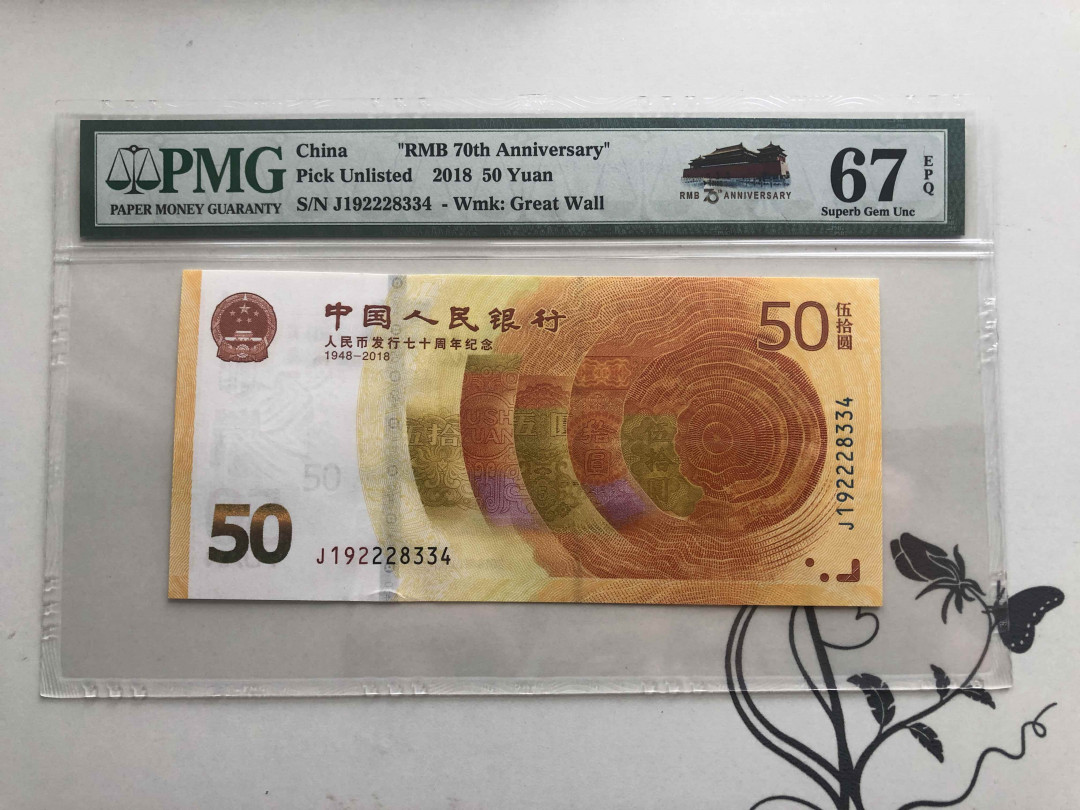 PMG
PAPER MONEY GUARANTY
China "RMB 70th Anniversary"
Pick Unlisted 2018 50 Yuan
S/N J192228334 - Wmk: Great Wall
RMB 70th ANNIVERSARY
67
EPQ
Superb Gem Unc
中国人民银行
人民币发行七十周年纪念
1948-2018
50
伍拾圆
50
50
J192228334
J192228334